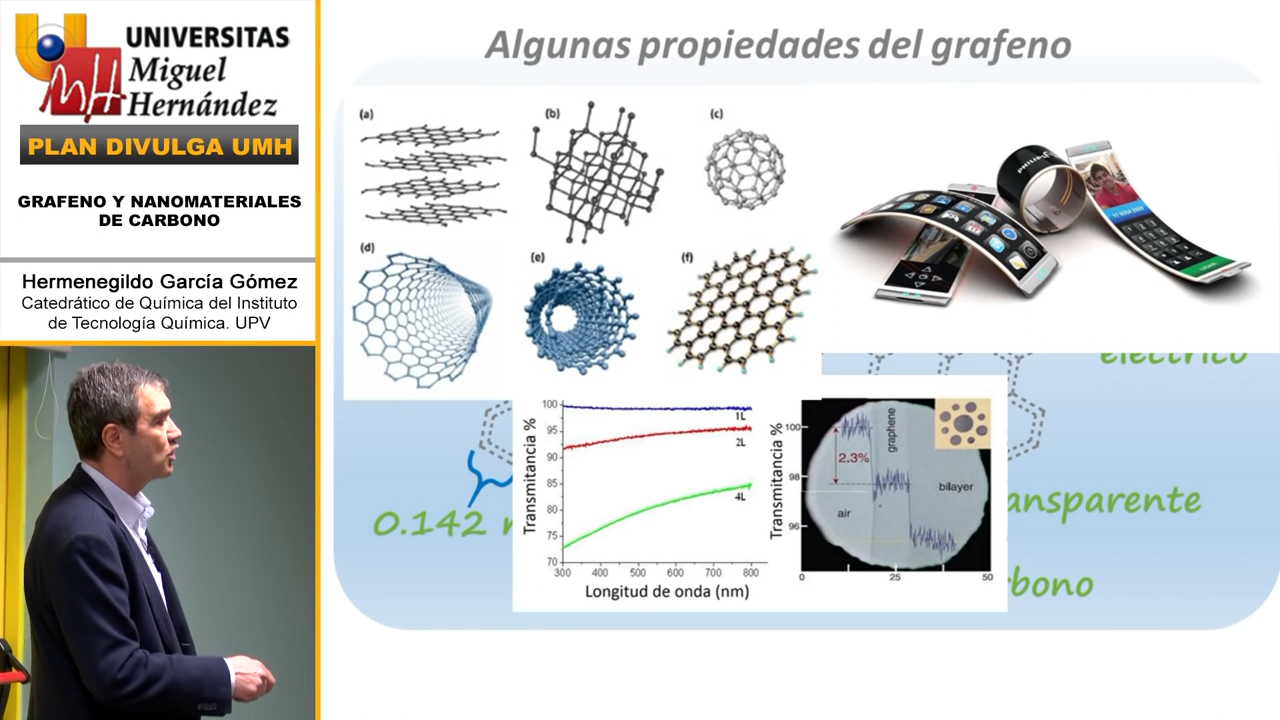 UNIVERSITAS
Miguel
Hernández
PLAN DIVULGA UMH
GRAFENO Y NANOMATERIALES
DE CARBONO
Hermenegildo García Gómez
Catedrático de Química del Instituto
de Tecnología Química. UPV
Algunas propiedades del grafeno
(a)
(b)
(c)
(d)
(e)
(f)
PHILIPS
eléctrico
0.142
ansparente
rbono
Transmitancia %
100
95
90
85
80
75
70
300
400
500
600
700
800
1L
2L
4L
Longitud de onda (nm)
Transmitancia %
100
98
96
2.3%
air
graphene
bilayer
0
25
50